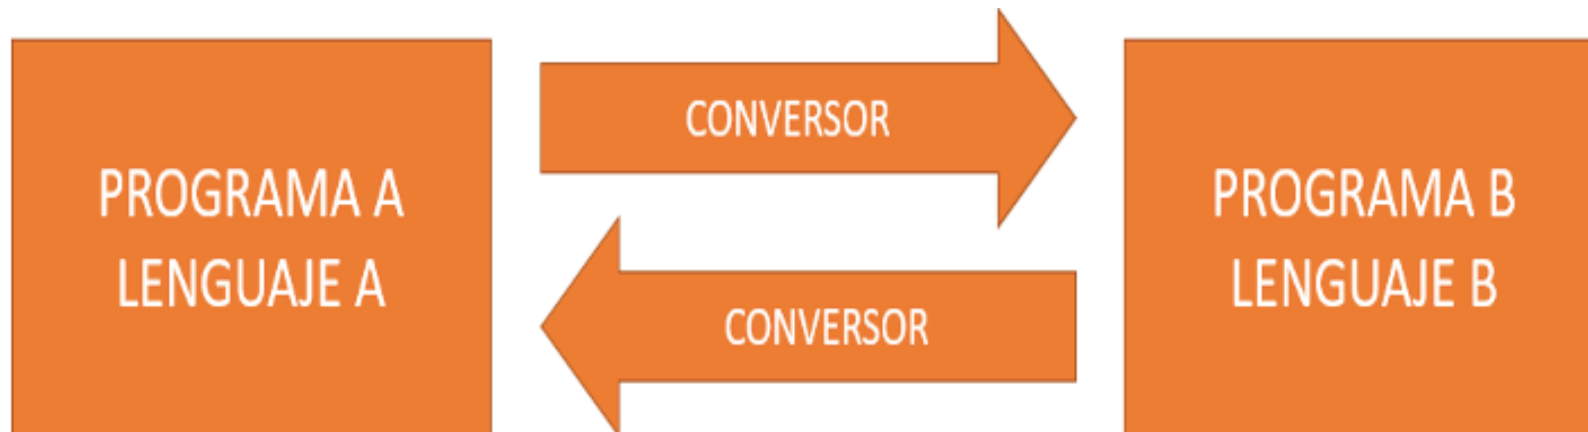 PROGRAMA A
LENGUAJE A
CONVERSOR
CONVERSOR
PROGRAMA B
LENGUAJE B